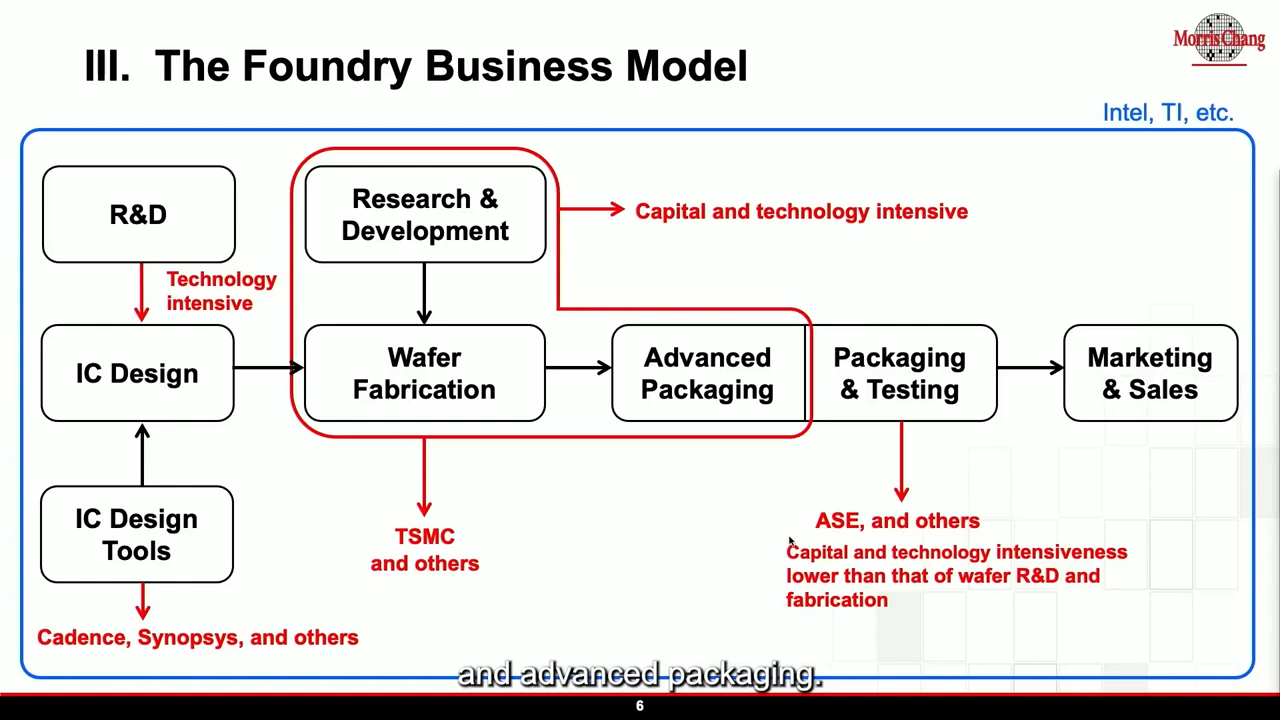 III. The Foundry Business Model
Morris Chang
Intel, TI, etc.
R&D
Research &
Development
Capital and technology intensive
Technology
intensive
IC Design
Wafer
Fabrication
Advanced
Packaging
Packaging
& Testing
Marketing
& Sales
IC Design
Tools
TSMC
and others
ASE, and others
Capital and technology intensiveness
lower than that of wafer R&D and
fabrication
Cadence, Synopsys, and others
and advanced packaging.
6